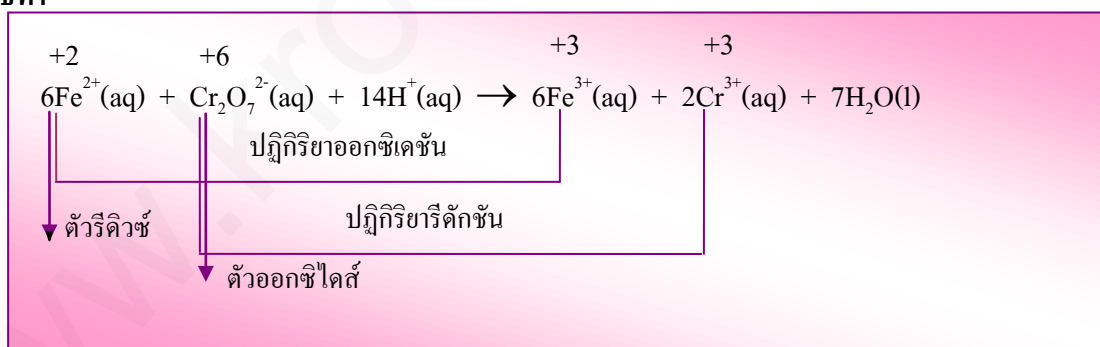 +2 +6 +3 +3
6Fe²⁺(aq) + Cr₂O₇²⁻(aq) + 14H⁺(aq) → 6Fe³⁺(aq) + 2Cr³⁺(aq) + 7H₂O(l)
ปฏิกิริยาออกซิเดชัน
ตัวรีดิวซ์ ปฏิกิริยารีดักชัน
ตัวออกซิไดส์